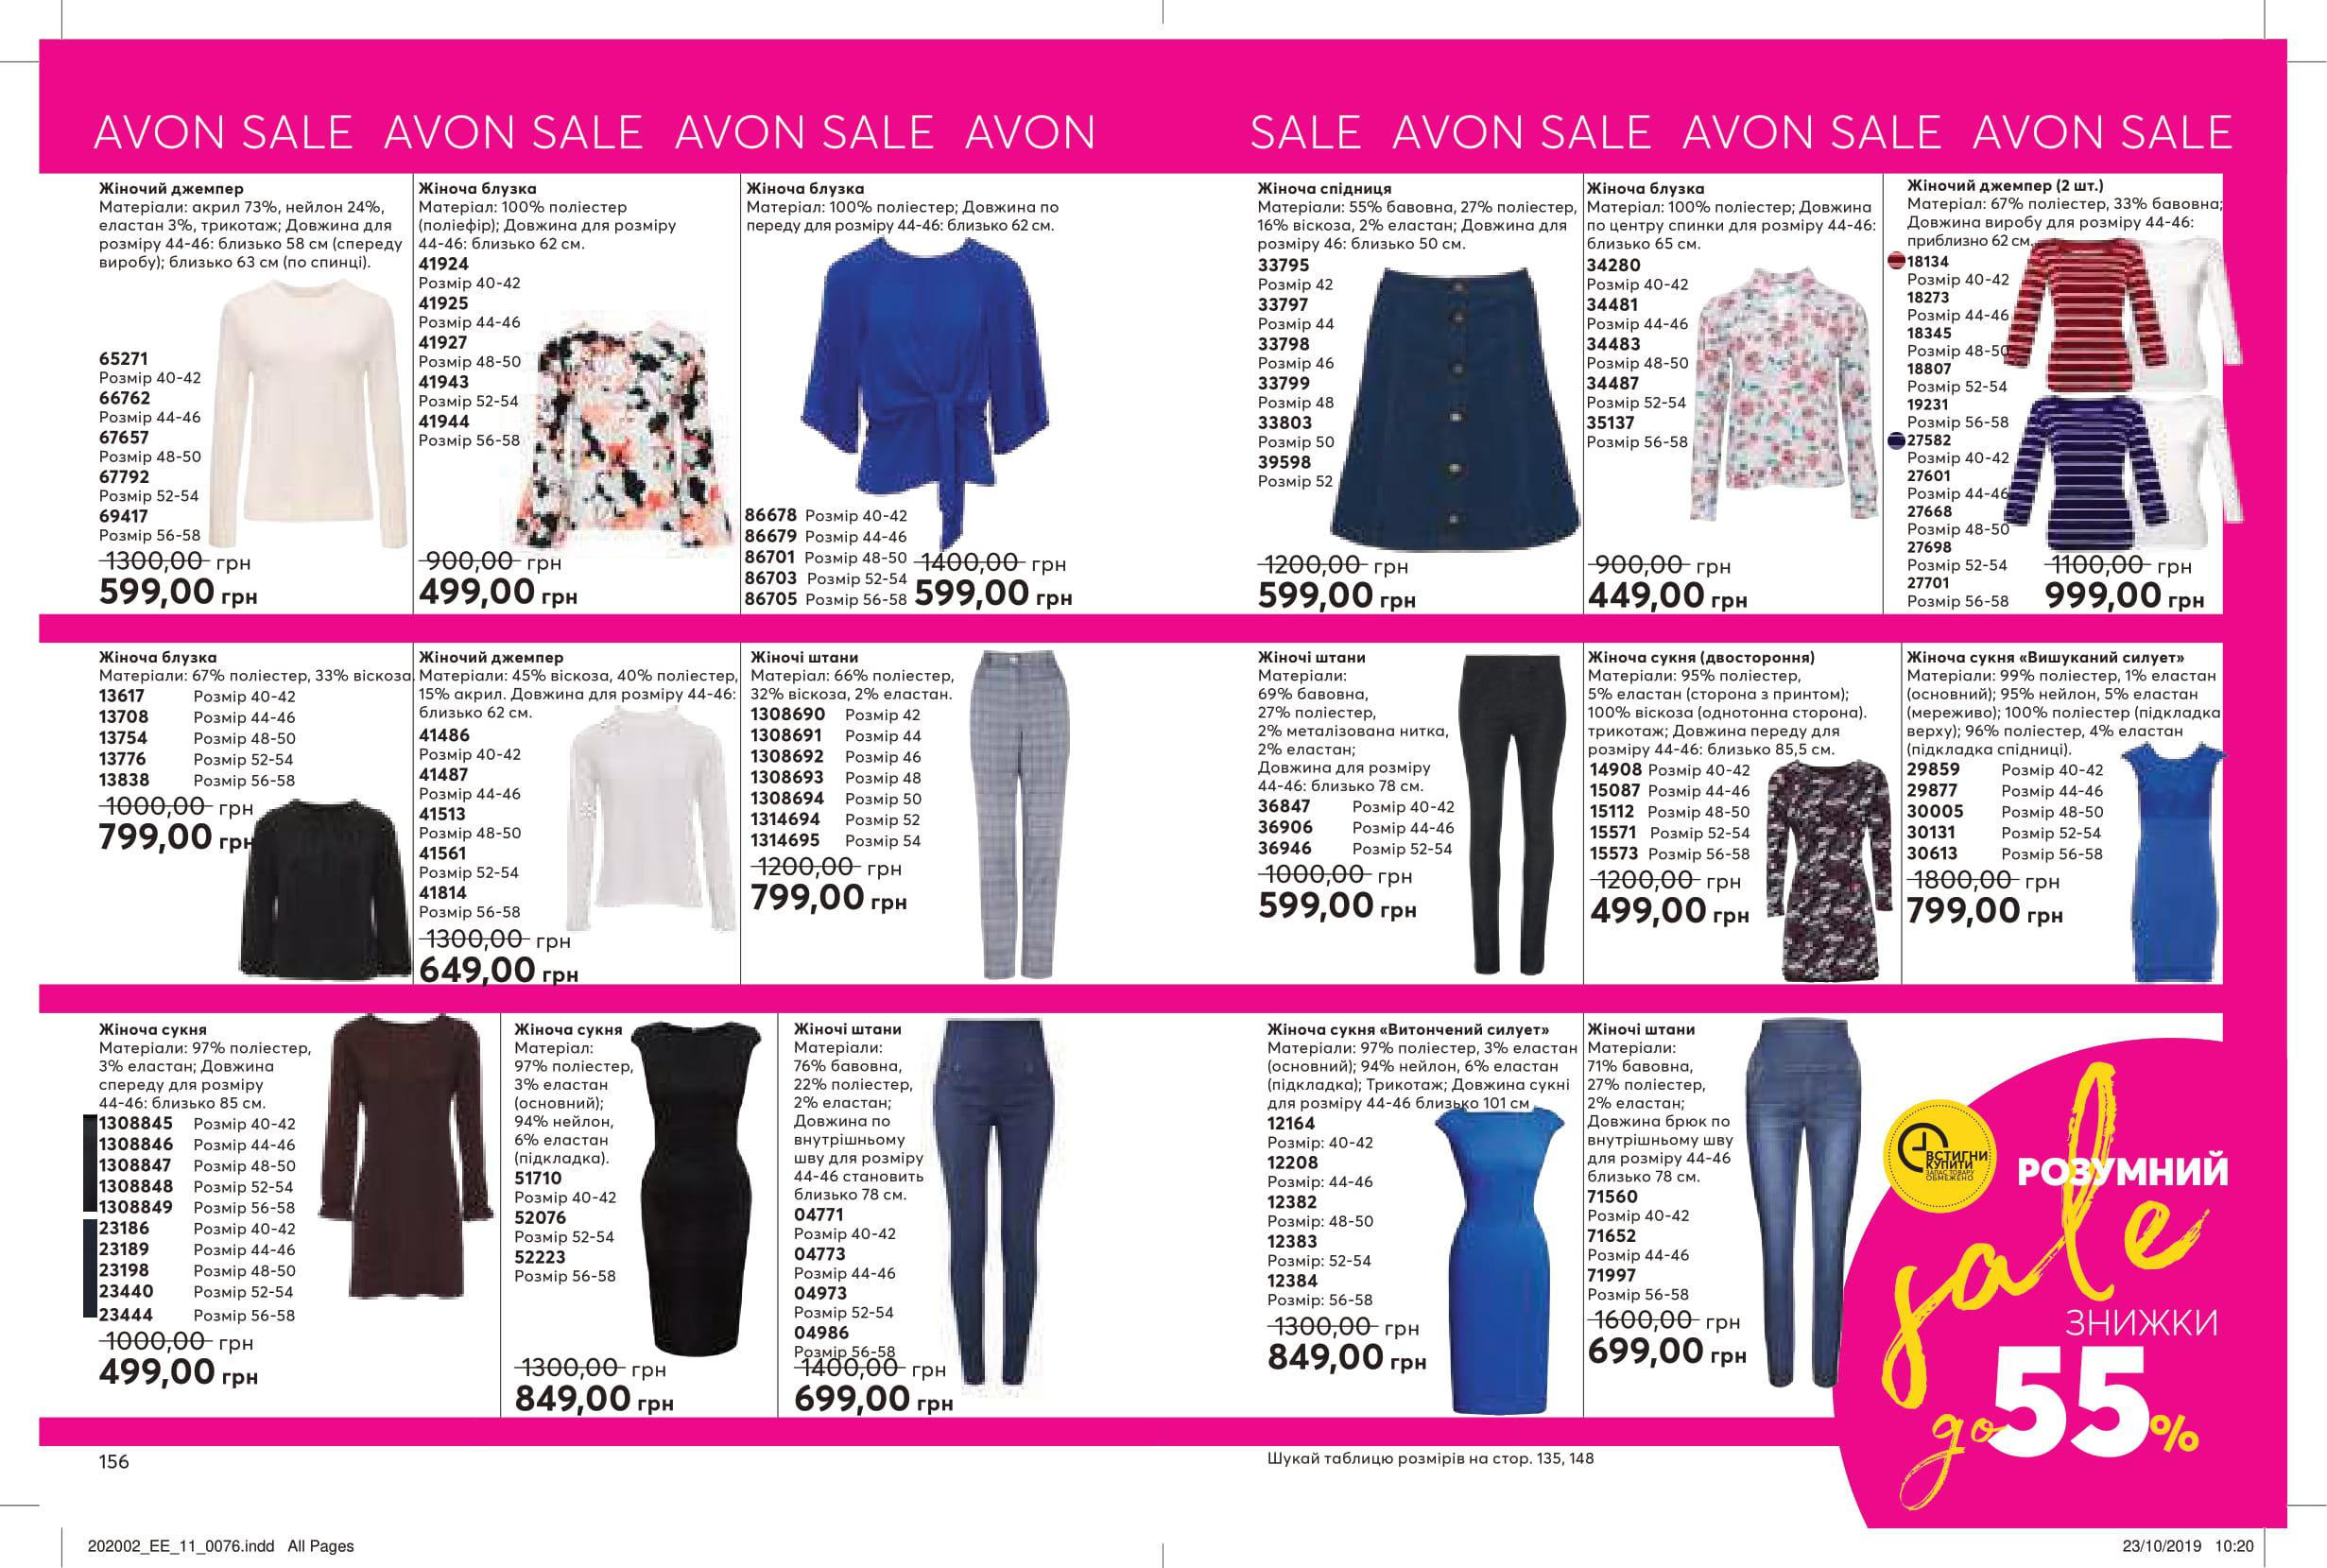 AVON SALE AVON SALE AVON SALE AVON
SALE AVON SALE AVON SALE AVON SALE
Жіночий джемпер
Матеріали: акрил 73%, нейлон 24%,
еластан 3%, трикотаж; Довжина для
розміру 44-46: близько 58 см (спереду
виробу); близько 63 см (по спинці).
65271
Розмір 40-42
66762
Розмір 44-46
67657
Розмір 48-50
67792
Розмір 52-54
69417
Розмір 56-58
1300,00 грн
599,00 грн
Жіноча блузка
Матеріал: 100% поліестер
(поліефір); Довжина для розміру
44-46: близько 62 см.
41924
Розмір 40-42
41925
Розмір 44-46
41927
Розмір 48-50
41943
Розмір 52-54
41944
Розмір 56-58
900,00 грн
499,00 грн
Жіноча блузка
Матеріал: 100% поліестер; Довжина по
переду для розміру 44-46: близько 62 см.
86678 Розмір 40-42
86679 Розмір 44-46
86701 Розмір 48-50
86703 Розмір 52-54
86705 Розмір 56-58
1400,00 грн
599,00 грн
Жіноча спідниця
Матеріали: 55% бавовна, 27% поліестер,
16% віскоза, 2% еластан; Довжина для
розміру 46: близько 50 см.
33795
Розмір 42
33797
Розмір 44
33798
Розмір 46
33799
Розмір 48
33803
Розмір 50
39598
Розмір 52
1200,00 грн
599,00 грн
Жіноча блузка
Матеріал: 100% поліестер; Довжина
по центру спинки для розміру 44-46:
близько 65 см.
34280
Розмір 40-42
34481
Розмір 44-46
34483
Розмір 48-50
34487
Розмір 52-54
35137
Розмір 56-58
900,00 грн
449,00 грн
Жіночий джемпер (2 шт.)
Матеріал: 67% поліестер, 33% бавовна;
Довжина виробу для розміру 44-46:
приблизно 62 см.
18134
Розмір 40-42
18273
Розмір 44-46
18345
Розмір 48-50
18807
Розмір 52-54
19231
Розмір 56-58
27582
Розмір 40-42
27601
Розмір 44-46
27668
Розмір 48-50
27698
Розмір 52-54
27701
Розмір 56-58
1100,00 грн
999,00 грн
Жіноча блузка
Матеріали: 67% поліестер, 33% віскоза.
13617 Розмір 40-42
13708 Розмір 44-46
13754 Розмір 48-50
13776 Розмір 52-54
13838 Розмір 56-58
1000,00 грн
799,00 грн
Жіночий джемпер
Матеріали: 45% віскоза, 40% поліестер,
15% акрил. Довжина для розміру 44-46:
близько 62 см.
41486
Розмір 40-42
41487
Розмір 44-46
41513
Розмір 48-50
41561
Розмір 52-54
41814
Розмір 56-58
1300,00 грн
649,00 грн
Жіночі штани
Матеріал: 66% поліестер,
32% віскоза, 2% еластан.
1308690 Розмір 42
1308691 Розмір 44
1308692 Розмір 46
1308693 Розмір 48
1308694 Розмір 50
1314694 Розмір 52
1314695 Розмір 54
1200,00 грн
799,00 грн
Жіночі штани
Матеріали:
69% бавовна,
27% поліестер,
2% металізована нитка,
2% еластан;
Довжина для розміру
44-46: близько 78 см.
36847 Розмір 40-42
36906 Розмір 44-46
36946 Розмір 52-54
1000,00 грн
599,00 грн
Жіноча сукня (двостороння)
Матеріали: 95% поліестер,
5% еластан (сторона з принтом);
100% віскоза (однотонна сторона).
трикотаж; Довжина переду для
розміру 44-46: близько 85,5 см.
14908 Розмір 40-42
15087 Розмір 44-46
15112 Розмір 48-50
15571 Розмір 52-54
15573 Розмір 56-58
1200,00 грн
499,00 грн
Жіноча сукня «Вишуканий силует»
Матеріали: 99% поліестер, 1% еластан
(основний); 95% нейлон, 5% еластан
(мереживо); 100% поліестер (підкладка
верху); 96% поліестер, 4% еластан
(підкладка спідниці).
29859 Розмір 40-42
29877 Розмір 44-46
30005 Розмір 48-50
30131 Розмір 52-54
30613 Розмір 56-58
1800,00 грн
799,00 грн
Жіноча сукня
Матеріали: 97% поліестер,
3% еластан; Довжина
спереду для розміру
44-46: близько 85 см.
1308845 Розмір 40-42
1308846 Розмір 44-46
1308847 Розмір 48-50
1308848 Розмір 52-54
1308849 Розмір 56-58
23186 Розмір 40-42
23189 Розмір 44-46
23198 Розмір 48-50
23440 Розмір 52-54
23444 Розмір 56-58
1000,00 грн
499,00 грн
Жіноча сукня
Матеріал:
97% поліестер,
3% еластан
(основний);
94% нейлон,
6% еластан
(підкладка).
51710
Розмір 40-42
52076
Розмір 52-54
52223
Розмір 56-58
1300,00 грн
849,00 грн
Жіночі штани
Матеріали:
76% бавовна,
22% поліестер,
2% еластан;
Довжина по
внутрішньому
шву для розміру
44-46 становить
близько 78 см.
04771
Розмір 40-42
04773
Розмір 44-46
04973
Розмір 52-54
04986
Розмір 56-58
1400,00 грн
699,00 грн
Жіноча сукня «Витончений силует»
Матеріали: 97% поліестер, 3% еластан
(основний); 94% нейлон, 6% еластан
(підкладка); Трикотаж; Довжина сукні
для розміру 44-46 близько 101 см
12164
Розмір: 40-42
12208
Розмір: 44-46
12382
Розмір: 48-50
12383
Розмір: 52-54
12384
Розмір: 56-58
1300,00 грн
849,00 грн
Жіночі штани
Матеріали:
71% бавовна,
27% поліестер,
2% еластан;
Довжина брюк по
внутрішньому шву
для розміру 44-46
близько 78 см.
71560
Розмір 40-42
71652
Розмір 44-46
71997
Розмір 56-58
1600,00 грн
699,00 грн
ВСТИГНИ
КУПИТИ
ЗАПАС ТОВАРУ
ОБМЕЖЕНО
РОЗУМНИЙ
sale
ЗНИЖКИ
до 55%
156
Шукай таблицю розмірів на стор. 135, 148
202002_EE_11_0076.indd All Pages
23/10/2019 10:20